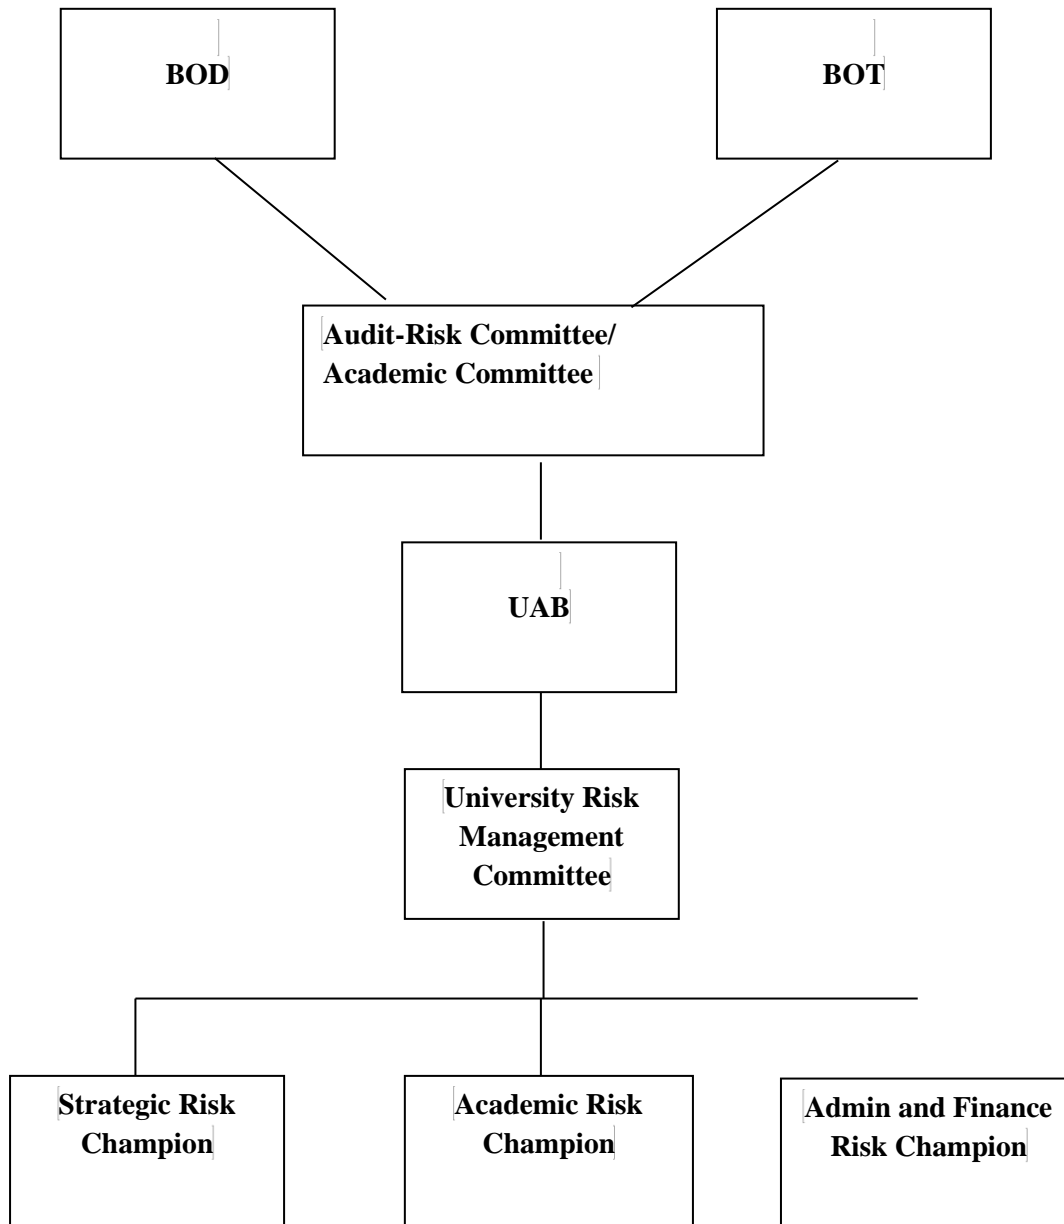 BOD
BOT
Audit-Risk Committee/
Academic Committee
UAB
University Risk
Management
Committee
Strategic Risk
Champion
Academic Risk
Champion
Admin and Finance
Risk Champion